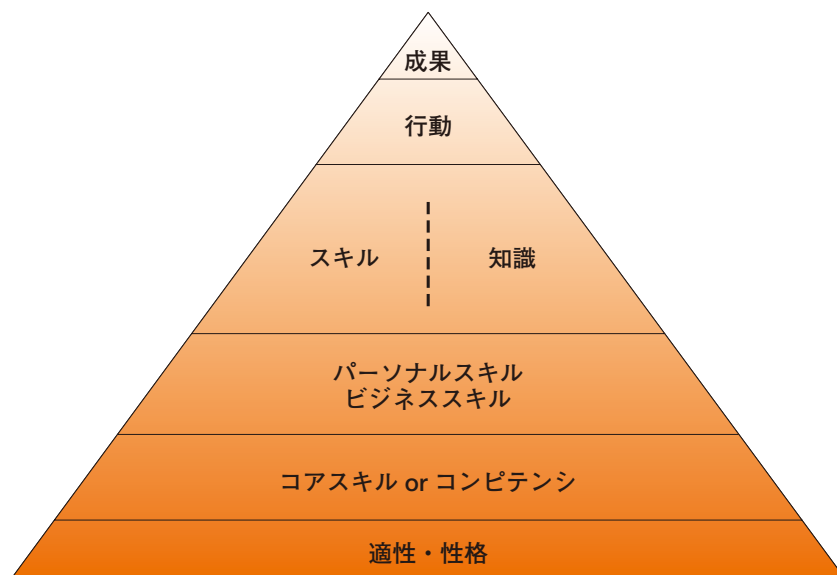 成果
行動
スキル
知識
パーソナルスキル
ビジネススキル
コアスキル or コンピテンシ
適性・性格